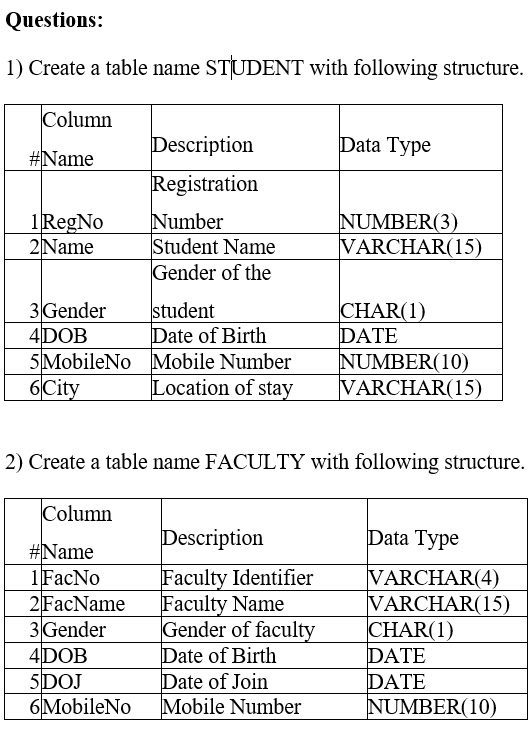 Questions:
1) Create a table name STUDENT with following structure.
# Column Name Description Data Type
1 RegNo Registration Number NUMBER(3)
2 Name Student Name VARCHAR(15)
3 Gender Gender of the student CHAR(1)
4 DOB Date of Birth DATE
5 MobileNo Mobile Number NUMBER(10)
6 City Location of stay VARCHAR(15)
2) Create a table name FACULTY with following structure.
# Column Name Description Data Type
1 FacNo Faculty Identifier VARCHAR(4)
2 FacName Faculty Name VARCHAR(15)
3 Gender Gender of faculty CHAR(1)
4 DOB Date of Birth DATE
5 DOJ Date of Join DATE
6 MobileNo Mobile Number NUMBER(10)